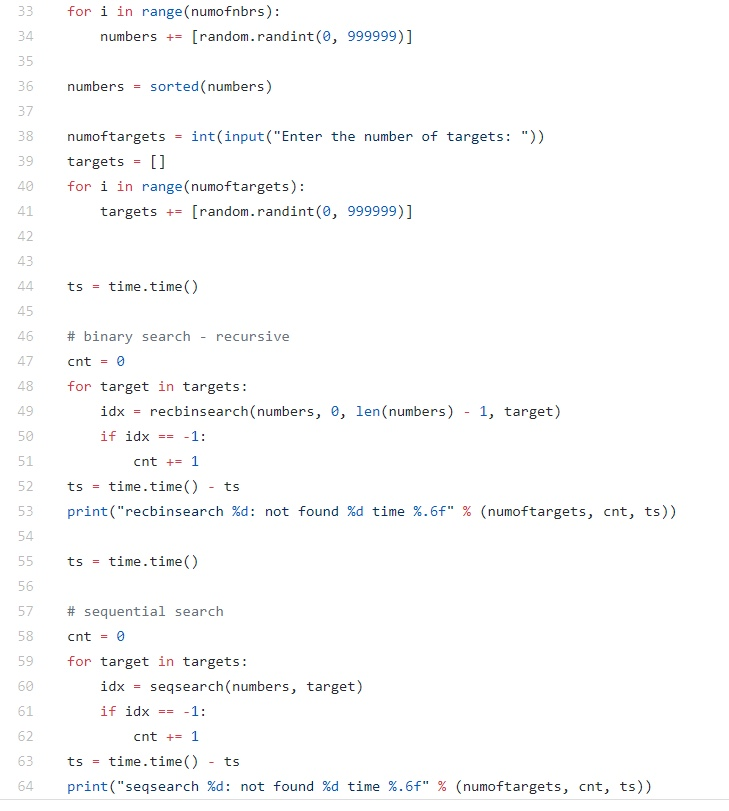 33 for i in range(numofnbrs):
34     numbers += [random.randint(0, 999999)]
35
36 numbers = sorted(numbers)
37
38 numoftargets = int(input("Enter the number of targets: "))
39 targets = []
40 for i in range(numoftargets):
41     targets += [random.randint(0, 999999)]
42
43
44 ts = time.time()
45
46 # binary search - recursive
47 cnt = 0
48 for target in targets:
49     idx = recbinsearch(numbers, 0, len(numbers) - 1, target)
50     if idx == -1:
51         cnt += 1
52 ts = time.time() - ts
53 print("recbinsearch %d: not found %d time %.6f" % (numoftargets, cnt, ts))
54
55 ts = time.time()
56
57 # sequential search
58 cnt = 0
59 for target in targets:
60     idx = seqsearch(numbers, target)
61     if idx == -1:
62         cnt += 1
63 ts = time.time() - ts
64 print("seqsearch %d: not found %d time %.6f" % (numoftargets, cnt, ts))